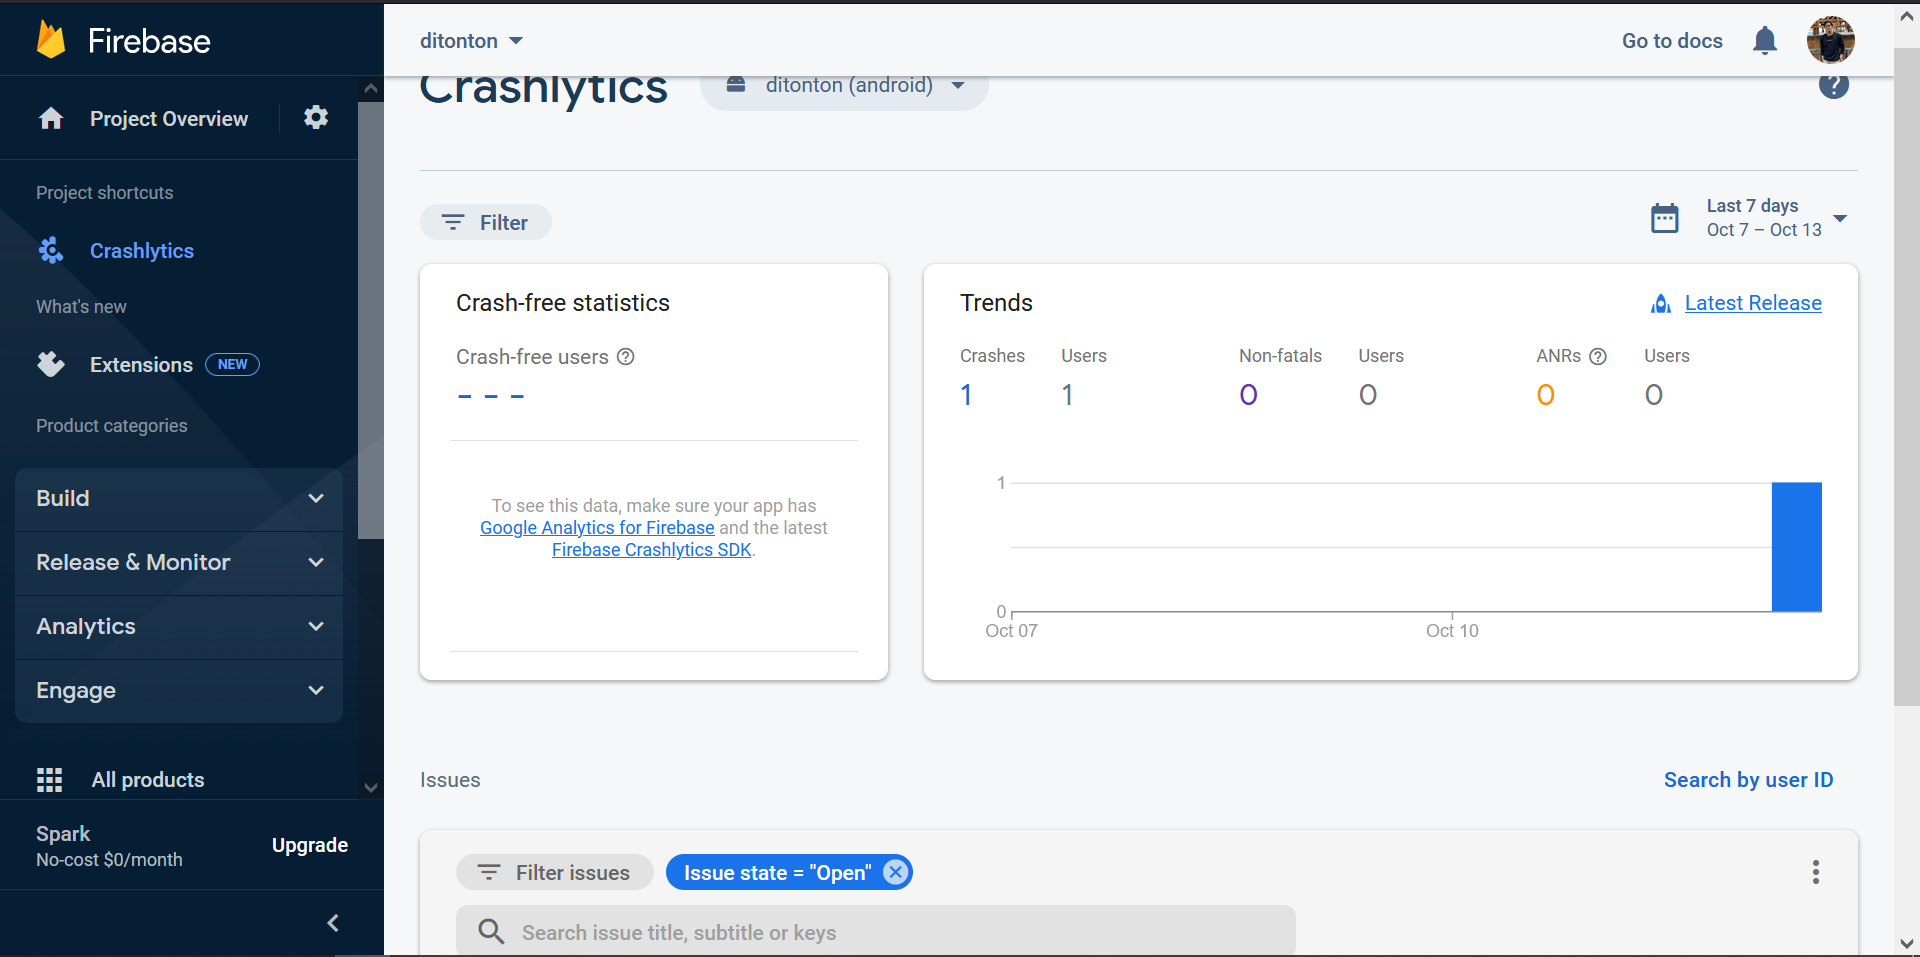 Firebase
ditonton
Go to docs
Project Overview
Crashlytics
ditonton (android)
?
Project shortcuts
Crashlytics
What's new
Extensions NEW
Product categories
Build
Release & Monitor
Analytics
Engage
All products
Spark
No-cost $0/month
Upgrade
Filter
Last 7 days
Oct 7 – Oct 13
Crash-free statistics
Crash-free users ?
– – –
To see this data, make sure your app has
Google Analytics for Firebase and the latest
Firebase Crashlytics SDK.
Trends
Latest Release
Crashes Users Non-fatals Users ANRs ? Users
1 1 0 0 0 0
1
0
Oct 07 Oct 10
Issues
Search by user ID
Filter issues
Issue state = "Open"
Search issue title, subtitle or keys